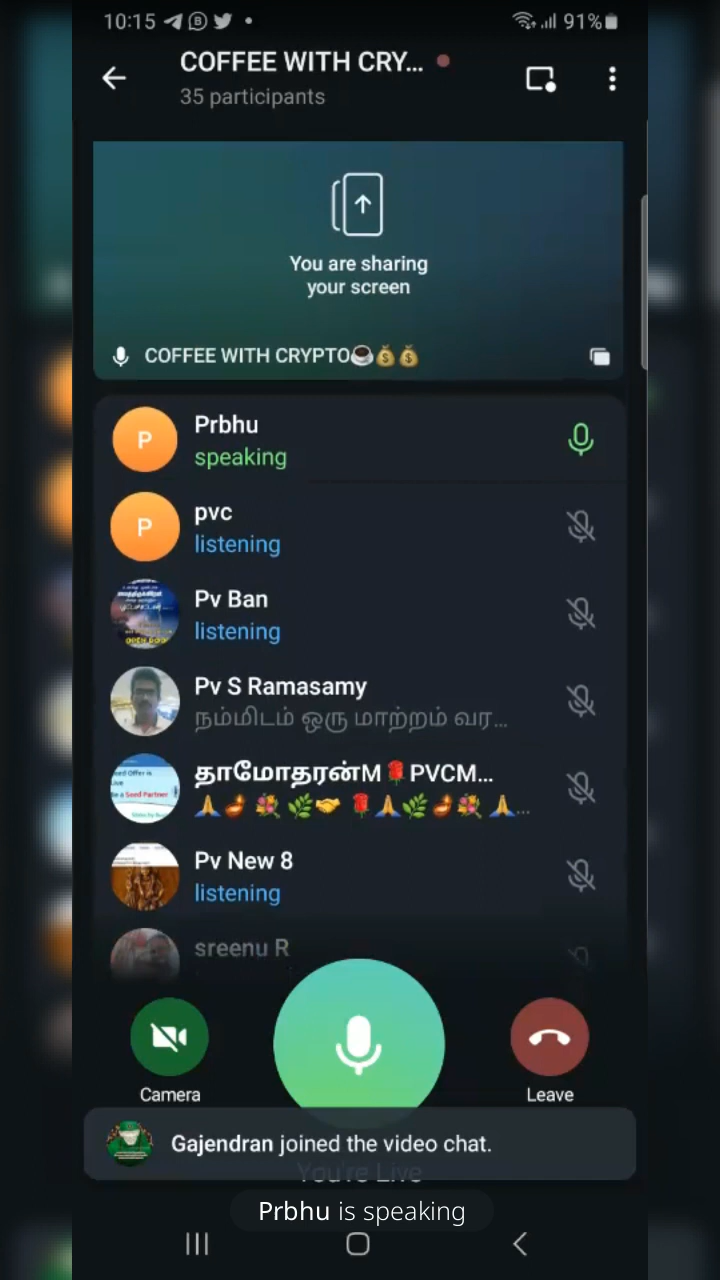 10:15 91%
COFFEE WITH CRY...
35 participants
You are sharing
your screen
COFFEE WITH CRYPTO☕💰💰
P Prbhu
speaking
P pvc
listening
Pv Ban
listening
Pv S Ramasamy
நம்மிடம் ஒரு மாற்றம் வர...
தாமோதரன்M🌹PVCM...
🙏🪔💐🌿🤝🌹🙏🌿🪔💐🙏...
Pv New 8
listening
sreenu R
Camera
Leave
Gajendran joined the video chat.
You're Live
Prbhu is speaking